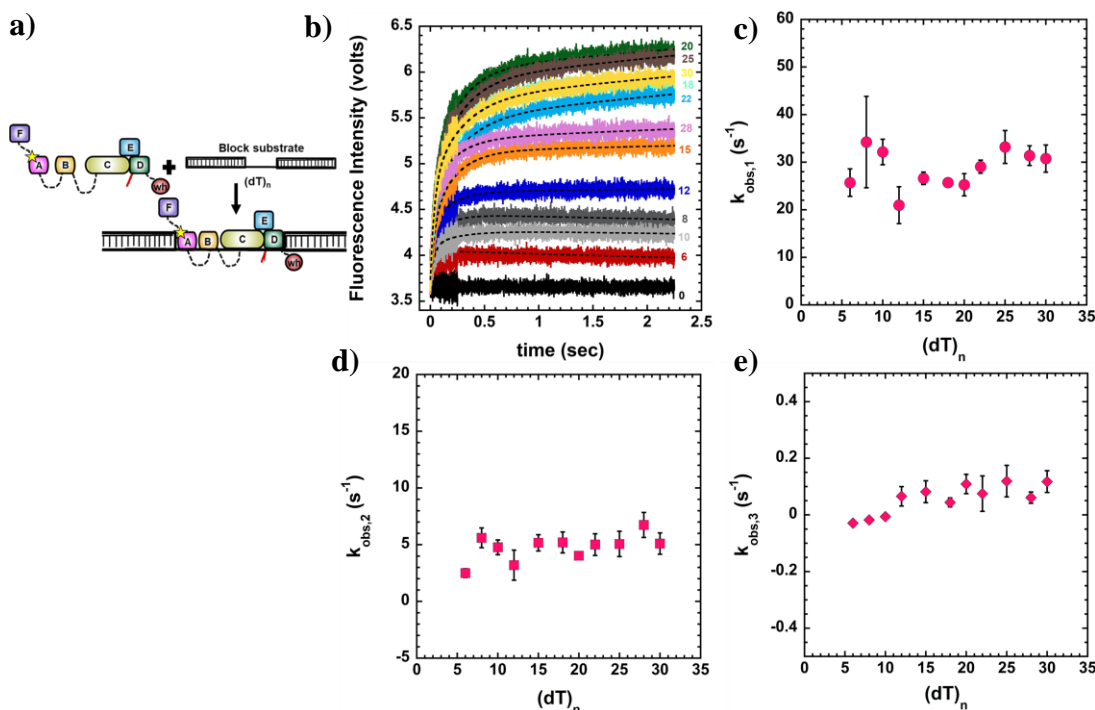 a)
F
A
B
C
E
D
wh
+
Block substrate
(dT)n
F
A
B
C
E
D
wh
b)
Fluorescence Intensity (volts)
6.5
6
5.5
5
4.5
4
3.5
20
25
30
18
22
28
15
12
8
10
6
0
0 0.5 1 1.5 2 2.5
time (sec)
c)
k obs,1 (s⁻¹)
60
50
40
30
20
10
0
0 5 10 15 20 25 30 35
(dT)n
d)
k obs,2 (s⁻¹)
20
15
10
5
0
-5
0 5 10 15 20 25 30 35
(dT)n
e)
k obs,3 (s⁻¹)
0.4
0.2
0
-0.2
-0.4
0 5 10 15 20 25 30 35
(dT)n